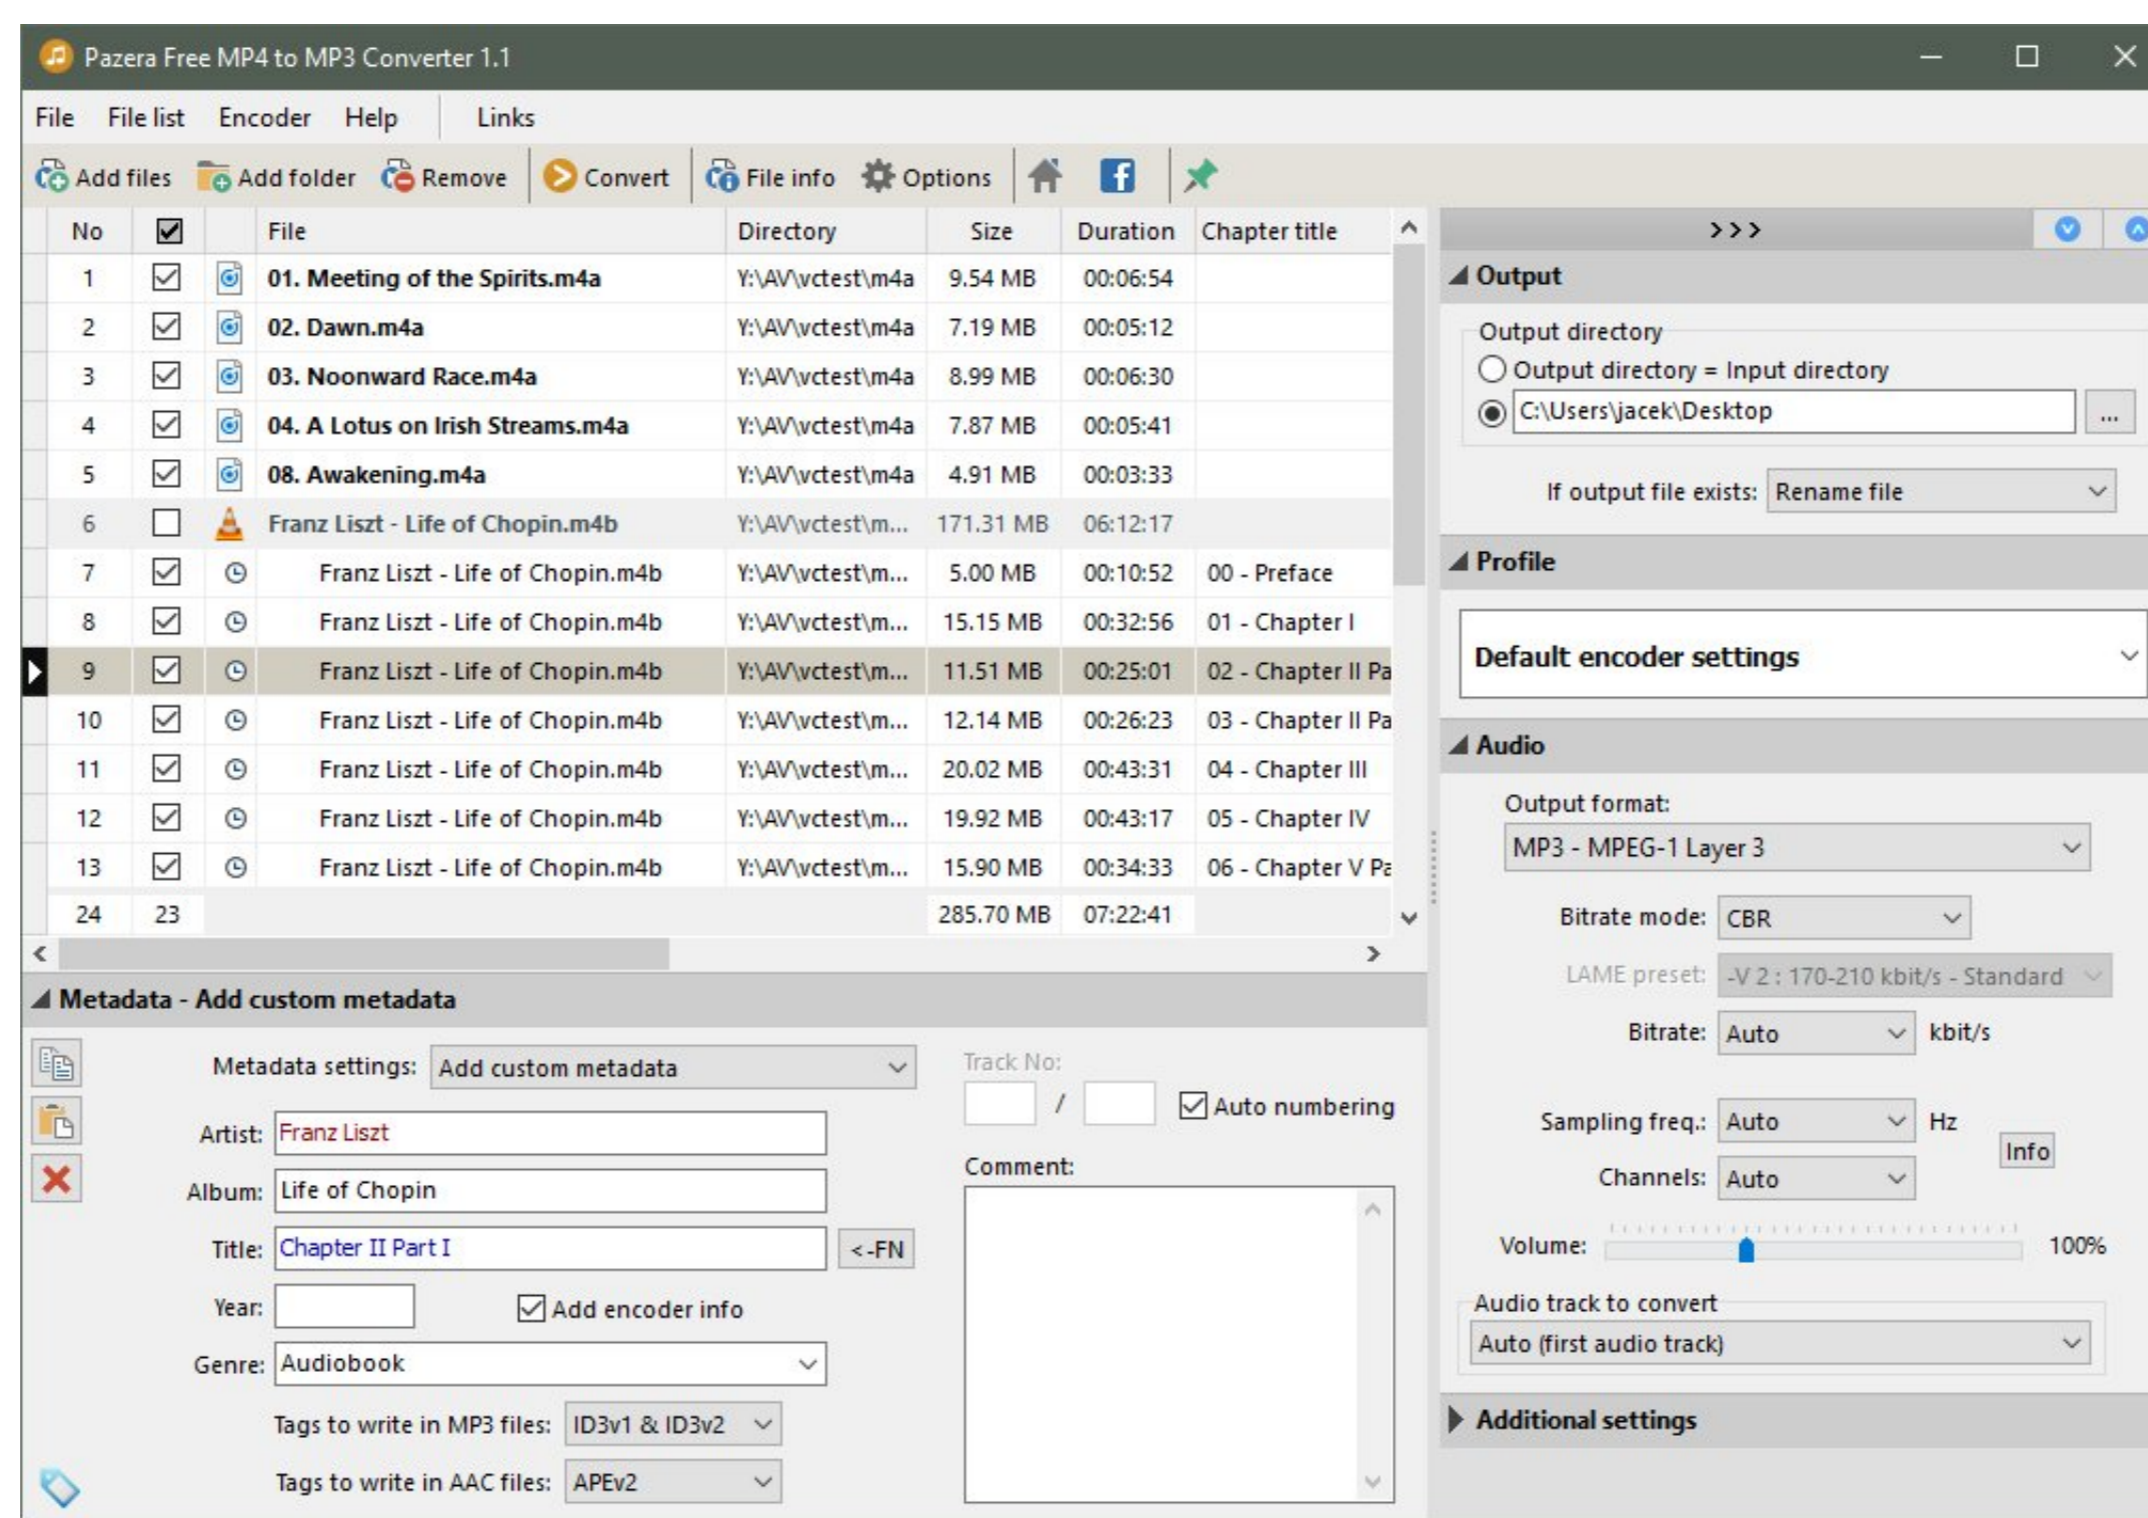 Pazera Free MP4 to MP3 Converter 1.1
File File list Encoder Help Links
Add files Add folder Remove Convert File info Options
No File Directory Size Duration Chapter title
1 01. Meeting of the Spirits.m4a Y:\AV\vctest\m4a 9.54 MB 00:06:54
2 02. Dawn.m4a Y:\AV\vctest\m4a 7.19 MB 00:05:12
3 03. Noonward Race.m4a Y:\AV\vctest\m4a 8.99 MB 00:06:30
4 04. A Lotus on Irish Streams.m4a Y:\AV\vctest\m4a 7.87 MB 00:05:41
5 08. Awakening.m4a Y:\AV\vctest\m4a 4.91 MB 00:03:33
6 Franz Liszt - Life of Chopin.m4b Y:\AV\vctest\m... 171.31 MB 06:12:17
7 Franz Liszt - Life of Chopin.m4b Y:\AV\vctest\m... 5.00 MB 00:10:52 00 - Preface
8 Franz Liszt - Life of Chopin.m4b Y:\AV\vctest\m... 15.15 MB 00:32:56 01 - Chapter I
9 Franz Liszt - Life of Chopin.m4b Y:\AV\vctest\m... 11.51 MB 00:25:01 02 - Chapter II Pa
10 Franz Liszt - Life of Chopin.m4b Y:\AV\vctest\m... 12.14 MB 00:26:23 03 - Chapter II Pa
11 Franz Liszt - Life of Chopin.m4b Y:\AV\vctest\m... 20.02 MB 00:43:31 04 - Chapter III
12 Franz Liszt - Life of Chopin.m4b Y:\AV\vctest\m... 19.92 MB 00:43:17 05 - Chapter IV
13 Franz Liszt - Life of Chopin.m4b Y:\AV\vctest\m... 15.90 MB 00:34:33 06 - Chapter V Pa
24 23 285.70 MB 07:22:41
Metadata - Add custom metadata
Metadata settings: Add custom metadata
Artist: Franz Liszt
Album: Life of Chopin
Title: Chapter II Part I <-FN
Year: Add encoder info
Genre: Audiobook
Tags to write in MP3 files: ID3v1 & ID3v2
Tags to write in AAC files: APEv2
Track No:
/ Auto numbering
Comment:
>>>
Output
Output directory
Output directory = Input directory
C:\Users\jacek\Desktop ...
If output file exists: Rename file
Profile
Default encoder settings
Audio
Output format:
MP3 - MPEG-1 Layer 3
Bitrate mode: CBR
LAME preset: -V 2 : 170-210 kbit/s - Standard
Bitrate: Auto kbit/s
Sampling freq.: Auto Hz
Info
Channels: Auto
Volume: 100%
Audio track to convert
Auto (first audio track)
Additional settings